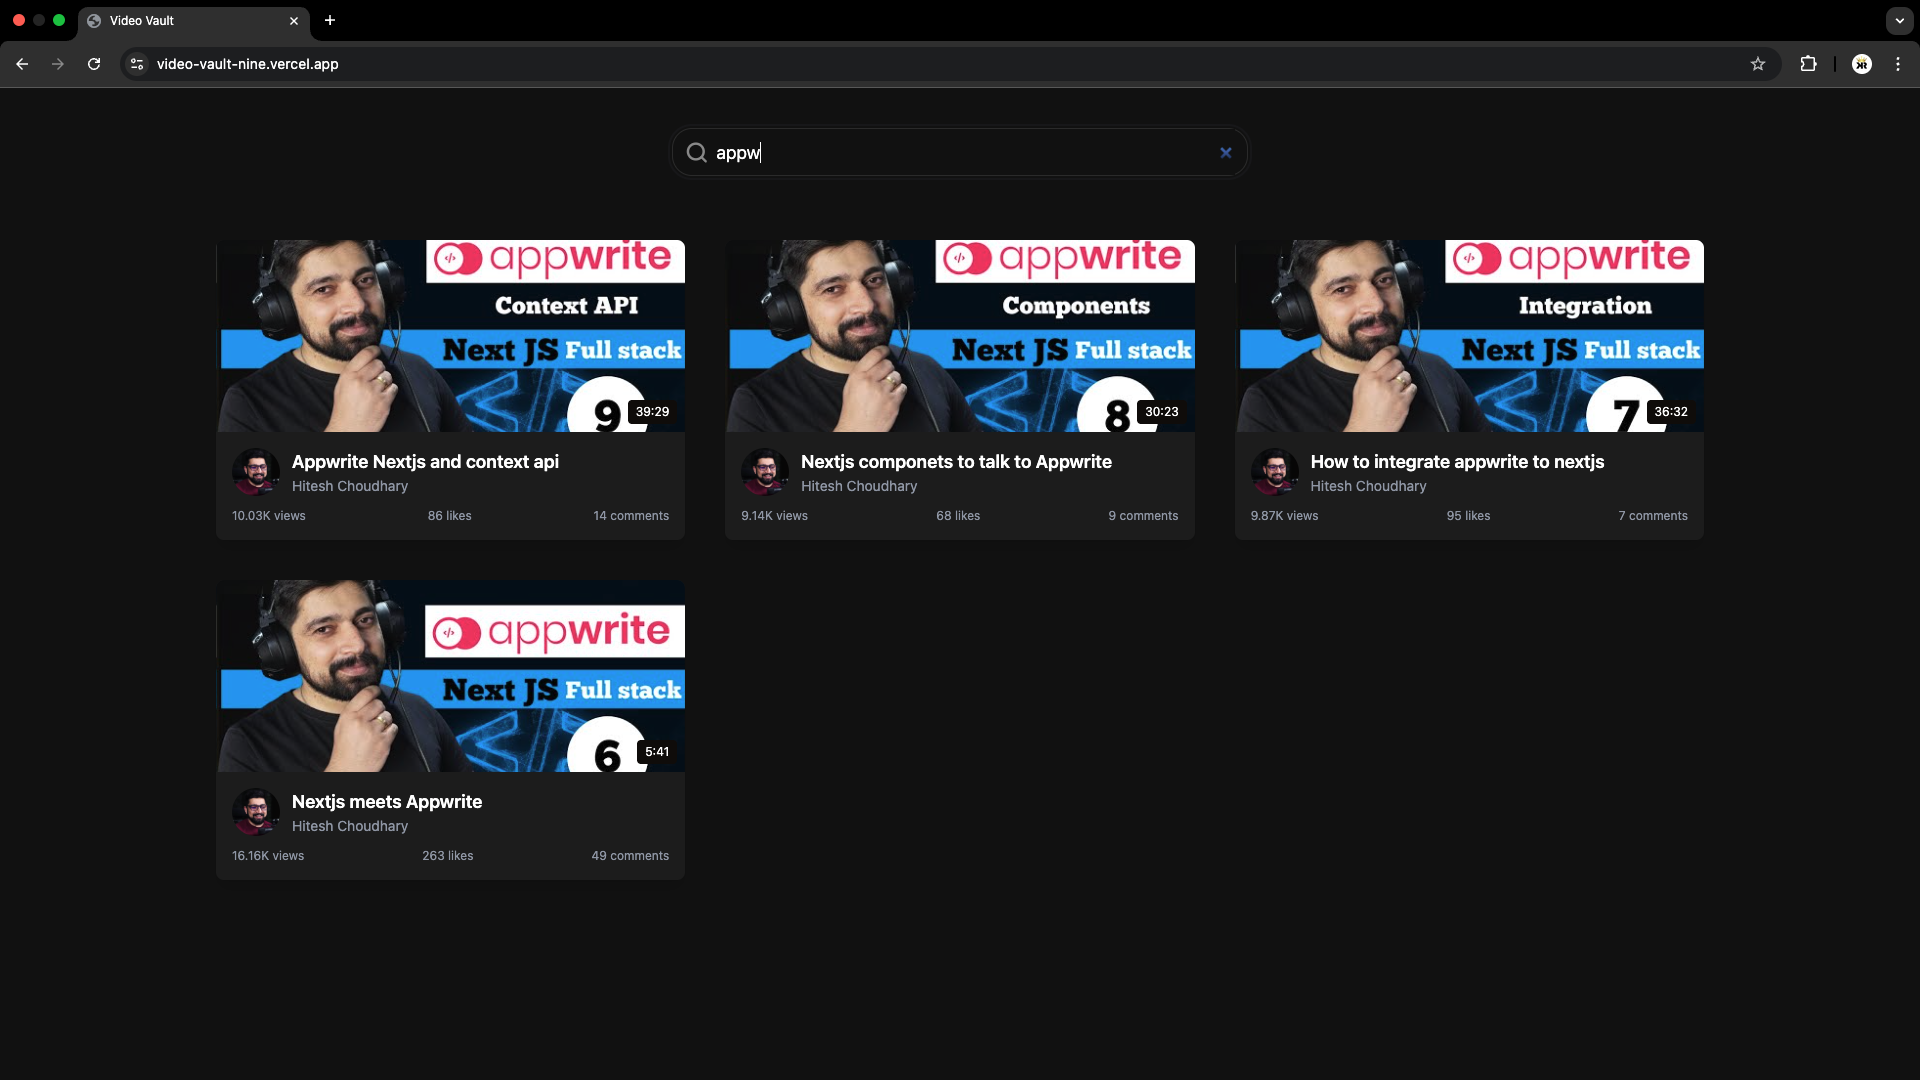 Video Vault
video-vault-nine.vercel.app
appw
appwrite
Context API
Next JS Full stack
9
39:29
Appwrite Nextjs and context api
Hitesh Choudhary
10.03K views
86 likes
14 comments
appwrite
Components
Next JS Full stack
8
30:23
Nextjs componets to talk to Appwrite
Hitesh Choudhary
9.14K views
68 likes
9 comments
appwrite
Integration
Next JS Full stack
7
36:32
How to integrate appwrite to nextjs
Hitesh Choudhary
9.87K views
95 likes
7 comments
appwrite
Next JS Full stack
6
5:41
Nextjs meets Appwrite
Hitesh Choudhary
16.16K views
263 likes
49 comments